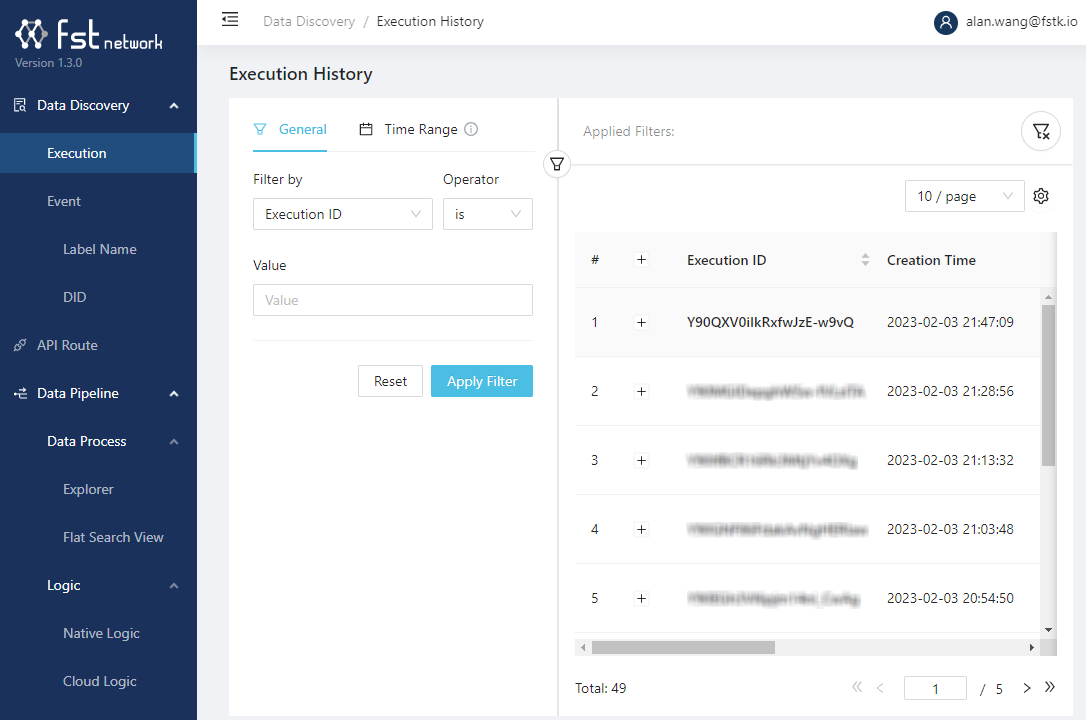 fst network
Version 1.3.0
Data Discovery
Execution
Event
Label Name
DID
API Route
Data Pipeline
Data Process
Explorer
Flat Search View
Logic
Native Logic
Cloud Logic
Data Discovery / Execution History
alan.wang@fstk.io
Execution History
General Time Range
Filter by Operator
Execution ID is
Value
Value
Reset Apply Filter
Applied Filters:
10 / page
# + Execution ID Creation Time
1 + Y90QXV0iIkRxfwJzE-w9vQ 2023-02-03 21:47:09
2 + 2023-02-03 21:28:56
3 + 2023-02-03 21:13:32
4 + 2023-02-03 21:03:48
5 + 2023-02-03 20:54:50
Total: 49 « < 1 / 5 > »